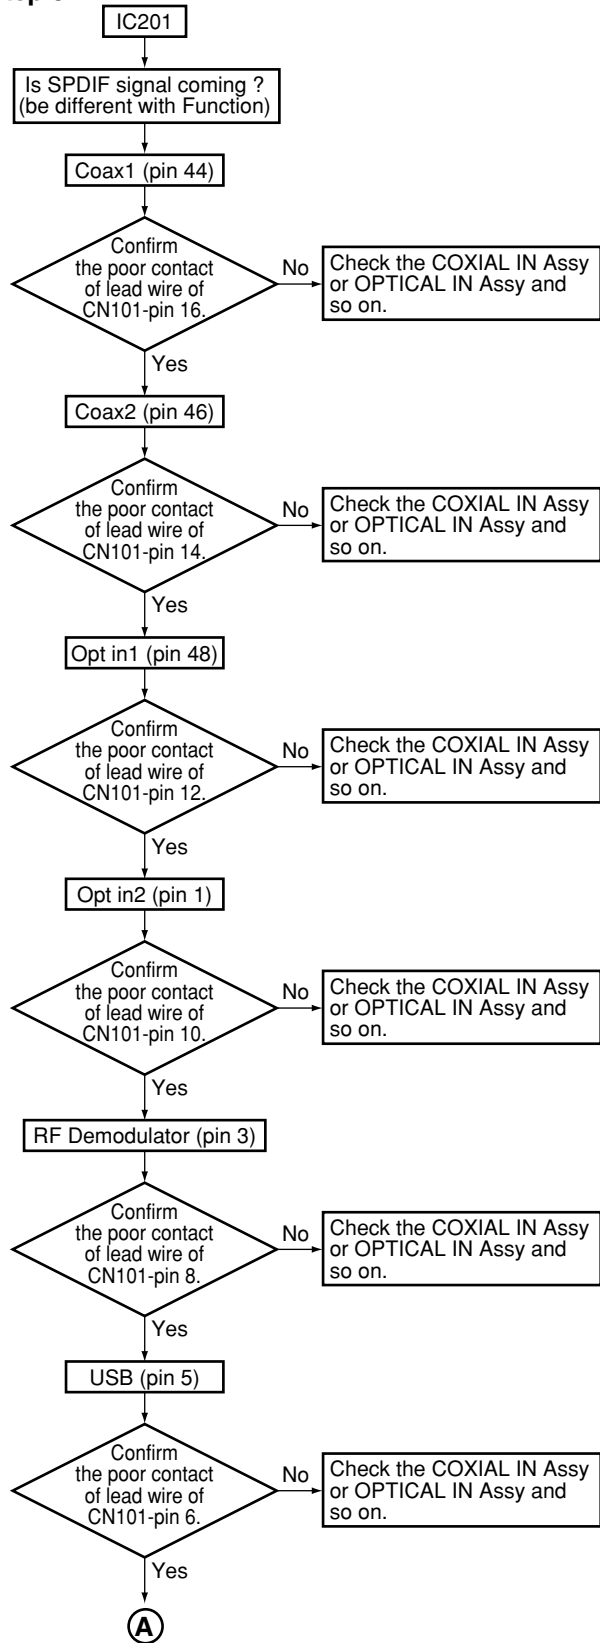 IC201
Is SPDIF signal coming ?
(be different with Function)
Coax1 (pin 44)
Confirm
the poor contact
of lead wire of
CN101-pin 16.
No
Check the COXIAL IN Assy
or OPTICAL IN Assy and
so on.
Yes
Coax2 (pin 46)
Confirm
the poor contact
of lead wire of
CN101-pin 14.
No
Check the COXIAL IN Assy
or OPTICAL IN Assy and
so on.
Yes
Opt in1 (pin 48)
Confirm
the poor contact
of lead wire of
CN101-pin 12.
No
Check the COXIAL IN Assy
or OPTICAL IN Assy and
so on.
Yes
Opt in2 (pin 1)
Confirm
the poor contact
of lead wire of
CN101-pin 10.
No
Check the COXIAL IN Assy
or OPTICAL IN Assy and
so on.
Yes
RF Demodulator (pin 3)
Confirm
the poor contact
of lead wire of
CN101-pin 8.
No
Check the COXIAL IN Assy
or OPTICAL IN Assy and
so on.
Yes
USB (pin 5)
Confirm
the poor contact
of lead wire of
CN101-pin 6.
No
Check the COXIAL IN Assy
or OPTICAL IN Assy and
so on.
Yes
A